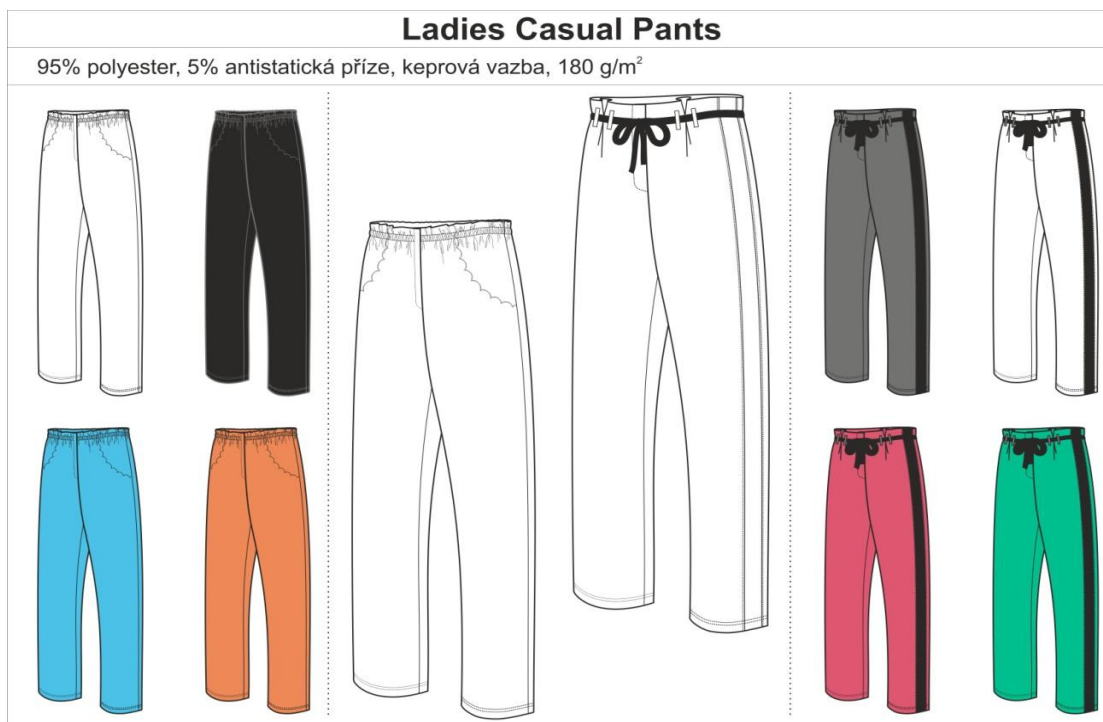 Ladies Casual Pants
95% polyester, 5% antistatická příze, keprová vazba, 180 g/m²